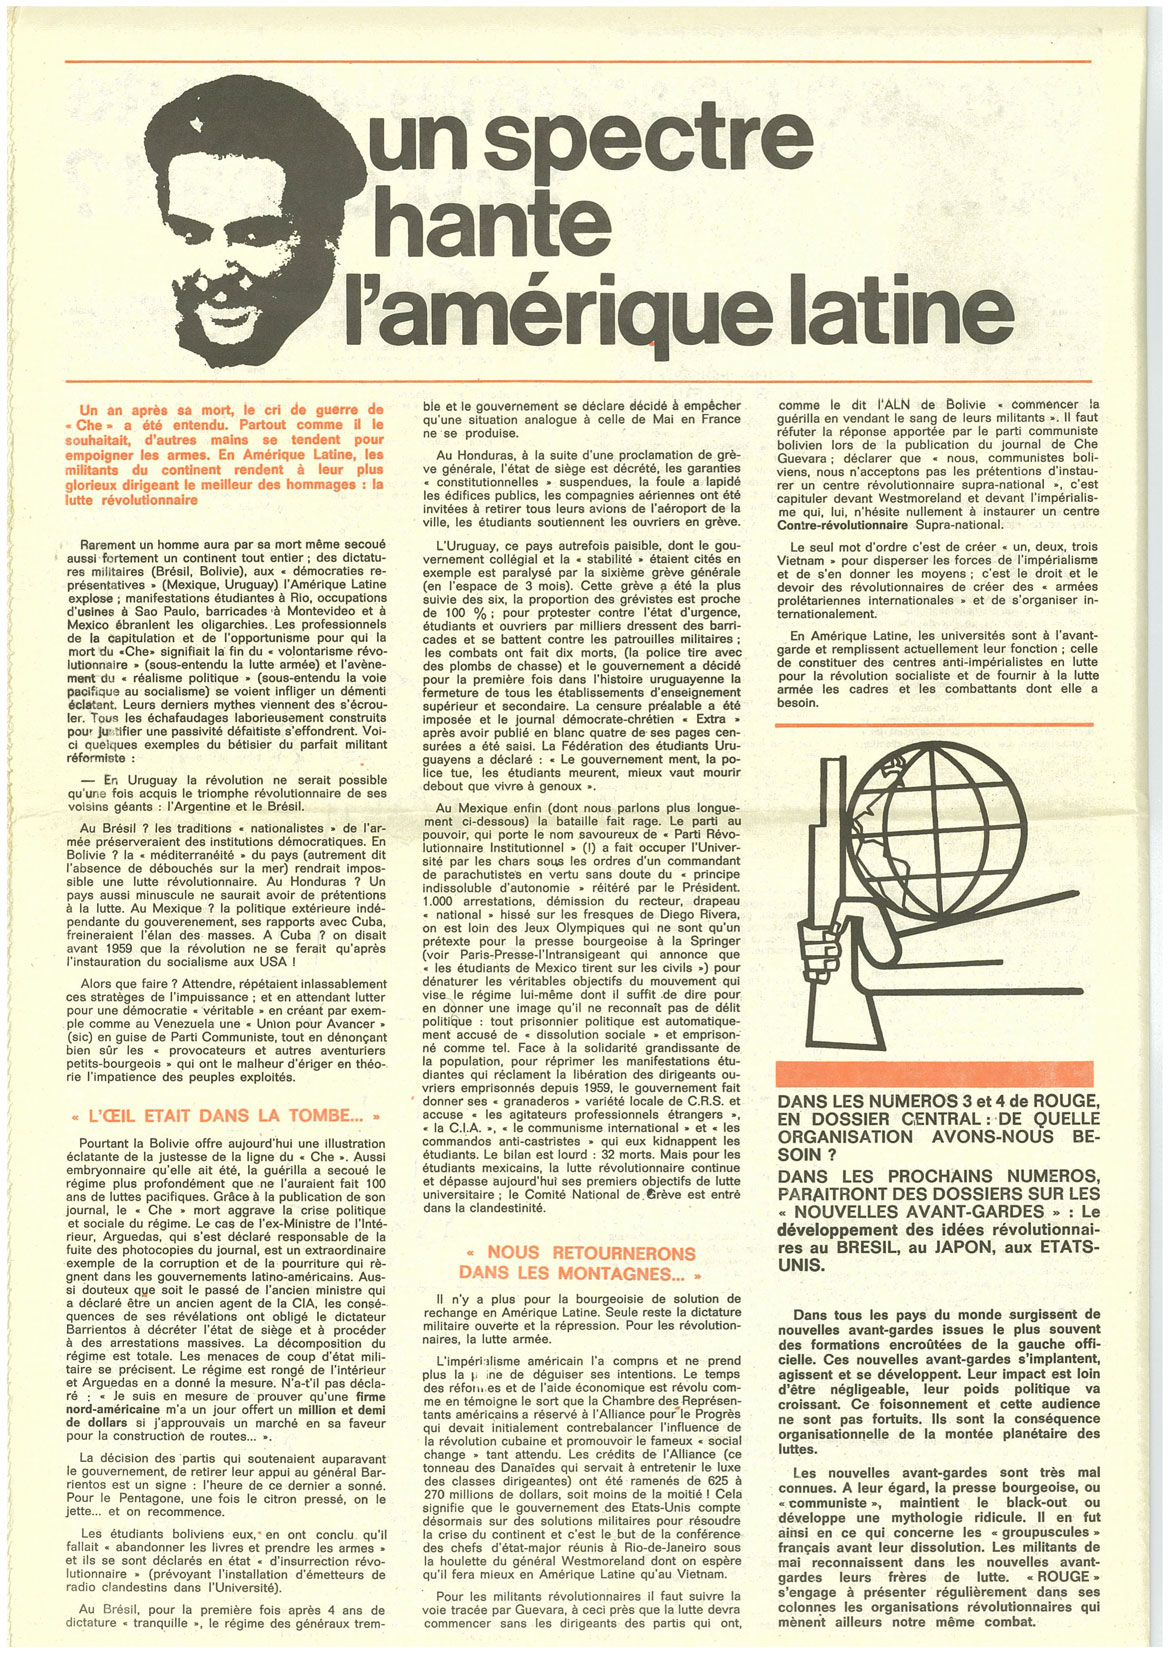 un spectre
hante
l'amérique latine
Un an après sa mort, le cri de guerre de
« Che » a été entendu. Partout comme il le
souhaitait, d'autres mains se tendent pour
empoigner les armes. En Amérique Latine, les
militants du continent rendent à leur plus
glorieux dirigeant le meilleur des hommages : la
lutte révolutionnaire
Rarement un homme aura par sa mort même secoué
aussi fortement un continent tout entier ; des dictatu-
res militaires (Brésil, Bolivie), aux « démocraties re-
présentatives » (Mexique, Uruguay) l'Amérique Latine
explose ; manifestations étudiantes à Rio, occupations
d'usines à Sao Paulo, barricades à Montevideo et à
Mexico ébranlent les oligarchies. Les professionnels
de la capitulation et de l'opportunisme pour qui la
mort du «Che» signifiait la fin du « volontarisme révo-
lutionnaire » (sous-entendu la lutte armée) et l'avène-
ment du « réalisme politique » (sous-entendu la voie
pacifique au socialisme) se voient infliger un démenti
éclatant. Leurs derniers mythes viennent des s'écrou-
ler. Tous les échafaudages laborieusement construits
pour justifier une passivité défaitiste s'effondrent. Voi-
ci quelques exemples du bétisier du parfait militant
réformiste :
— En Uruguay la révolution ne serait possible
qu'une fois acquis le triomphe révolutionnaire de ses
voisins géants : l'Argentine et le Brésil.
Au Brésil ? les traditions « nationalistes » de l'ar-
mée préserveraient des institutions démocratiques. En
Bolivie ? la « méditerranéité » du pays (autrement dit
l'absence de débouchés sur la mer) rendrait impos-
sible une lutte révolutionnaire. Au Honduras ? Un
pays aussi minuscule ne saurait avoir de prétentions
à la lutte. Au Mexique ? la politique extérieure indé-
pendante du gouverenement, ses rapports avec Cuba,
freineraient l'élan des masses. A Cuba ? on disait
avant 1959 que la révolution ne se ferait qu'après
l'instauration du socialisme aux USA !
Alors que faire ? Attendre, répétaient inlassablement
ces stratèges de l'impuissance ; et en attendant lutter
pour une démocratie « véritable » en créant par exem-
ple comme au Venezuela une « Union pour Avancer »
(sic) en guise de Parti Communiste, tout en dénonçant
bien sûr les « provocateurs et autres aventuriers
petits-bourgeois » qui ont le malheur d'ériger en théo-
rie l'impatience des peuples exploités.
« L'ŒIL ETAIT DANS LA TOMBE... »
Pourtant la Bolivie offre aujourd'hui une illustration
éclatante de la justesse de la ligne du « Che ». Aussi
embryonnaire qu'elle ait été, la guérilla a secoué le
régime plus profondément que ne l'auraient fait 100
ans de luttes pacifiques. Grâce à la publication de son
journal, le « Che » mort aggrava la crise politique
et sociale du régime. Le cas de l'ex-Ministre de l'Inté-
rieur, Arguedas, qui s'est déclaré responsable de la
fuite des photocopies du journal, est un extraordinaire
exemple de la corruption et de la pourriture qui rè-
gnent dans les gouvernements latino-américains. Aus-
si douteux que soit le passé de l'ancien ministre qui
a déclaré être un ancien agent de la CIA, les consé-
quences de ses révélations ont obligé le dictateur
Barrientos à décréter l'état de siège et à procéder
à des arrestations massives. La décomposition du
régime est totale. Les menaces de coup d'état mili-
taire se précisent. Le régime est rongé de l'intérieur
et Arguedas en a donné la mesure. N'a-t'il pas décla-
ré : « Je suis en mesure de prouver qu'une firme
nord-américaine m'a un jour offert un million et demi
de dollars si j'approuvais un marché en sa faveur
pour la construction de routes... ».
La décision des partis qui soutenaient auparavant
le gouvernement, de retirer leur appui au général Bar-
rientos est un signe : l'heure de ce dernier a sonné.
Pour le Pentagone, une fois le citron pressé, on le
jette... et on recommence.
Les étudiants boliviens eux, en ont conclu qu'il
fallait « abandonner les livres et prendre les armes »
et ils se sont déclarés en état « d'insurrection révo-
lutionnaire » (prévoyant l'installation d'émetteurs de
radio clandestins dans l'Université).
Au Brésil, pour la première fois après 4 ans de
dictature « tranquille », le régime des généraux trem-
ble et le gouvernement se déclare décidé à empêcher
qu'une situation analogue à celle de Mai en France
ne se produise.
Au Honduras, à la suite d'une proclamation de grè-
ve générale, l'état de siège est décrété, les garanties
« constitutionnelles » suspendues, la foule a lapidé
les édifices publics, les compagnies aériennes ont été
invitées à retirer tous leurs avions de l'aéroport de la
ville, les étudiants soutiennent les ouvriers en grève.
L'Uruguay, ce pays autrefois paisible, dont le gou-
vernement collégial et la « stabilité » étaient cités en
exemple est paralysé par la sixième grève générale
(en l'espace de 3 mois). Cette grève a été la plus
suivie des six, la proportion des grévistes est proche
de 100 % ; pour protester contre l'état d'urgence,
étudiants et ouvriers par milliers dressent des barri-
cades et se battent contre les patrouilles militaires ;
les combats ont fait dix morts, (la police tire avec
des plombs de chasse) et le gouvernement a décidé
pour la première fois dans l'histoire uruguayenne la
fermeture de tous les établissements d'enseignement
supérieur et secondaire. La censure préalable a été
imposée et le journal démocrate-chrétien « Extra »
après avoir publié en blanc quatre de ses pages cen-
surées a été saisi. La Fédération des étudiants Uru-
guayens a déclaré : « Le gouvernement ment, la po-
lice tue, les étudiants meurent, mieux vaut mourir
debout que vivre à genoux ».
Au Mexique enfin (dont nous parlons plus longue-
ment ci-dessous) la bataille fait rage. Le parti au
pouvoir, qui porte le nom savoureux de « Parti Révo-
lutionnaire Institutionnel » (!) a fait occuper l'Univer-
sité par les chars sous les ordres d'un commandant
de parachutistes en vertu sans doute du « principe
indissoluble d'autonomie » réitéré par le Président.
1.000 arrestations, démission du recteur, drapeau
« national » hissé sur les fresques de Diego Rivera,
on est loin des Jeux Olympiques qui ne sont qu'un
prétexte pour la presse bourgeoise à la Springer
(voir Paris-Presse-l'Intransigeant qui annonce que
« les étudiants de Mexico tirent sur les civils ») pour
dénaturer les véritables objectifs du mouvement qui
vise le régime lui-même dont il suffit de dire pour
en donner une image qu'il ne reconnaît pas de délit
politique : tout prisonnier politique est automatique-
ment accusé de « dissolution sociale » et emprison-
né comme tel. Face à la solidarité grandissante de
la population, pour réprimer les manifestations étu-
diantes qui réclament la libération des dirigeants ou-
vriers emprisonnés depuis 1959, le gouvernement fait
donner ses « granaderos » variété locale de C.R.S. et
accuse « les agitateurs professionnels étrangers »,
« la C.I.A. », « le communisme international » et « les
commandos anti-castristes » qui eux kidnappent les
étudiants. Le bilan est lourd : 32 morts. Mais pour les
étudiants mexicains, la lutte révolutionnaire continue
et dépasse aujourd'hui ses premiers objectifs de lutte
universitaire ; le Comité National de Grève est entré
dans la clandestinité.
« NOUS RETOURNERONS
DANS LES MONTAGNES... »
Il n'y a plus pour la bourgeoisie de solution de
rechange en Amérique Latine. Seule reste la dictature
militaire ouverte et la répression. Pour les révolution-
naires, la lutte armée.
L'impérialisme américain l'a compris et ne prend
plus la peine de déguiser ses intentions. Le temps
des réformes et de l'aide économique est révolu com-
me en témoigne le sort que la Chambre des Représen-
tants américains a réservé à l'Alliance pour le Progrès
qui devait initialement contrebalancer l'influence de
la révolution cubaine et promouvoir le fameux « social
change » tant attendu. Les crédits de l'Alliance (ce
tonneau des Danaïdes qui servait à entretenir le luxe
des classes dirigeantes) ont été ramenés de 625 à
270 millions de dollars, soit moins de la moitié ! Cela
signifie que le gouvernement des Etats-Unis compte
désormais sur des solutions militaires pour résoudre
la crise du continent et c'est le but de la conférence
des chefs d'état-major réunis à Rio-de-Janeiro sous
la houlette du général Westmoreland dont on espère
qu'il fera mieux en Amérique Latine qu'au Vietnam.
Pour les militants révolutionnaires il faut suivre la
voie tracée par Guevara, à ceci près que la lutte devra
commencer sans les dirigeants des partis qui ont,
comme le dit l'ALN de Bolivie « commencer la
guérilla en vendant le sang de leurs militants ». Il faut
réfuter la réponse apportée par le parti communiste
bolivien lors de la publication du journal de Che
Guevara ; déclarer que « nous, communistes boli-
viens, nous n'acceptons pas les prétentions d'instau-
rer un centre révolutionnaire supra-national », c'est
capituler devant Westmoreland et devant l'impérialis-
me qui, lui, n'hésite nullement à instaurer un centre
Contre-révolutionnaire Supra-national.
Le seul mot d'ordre c'est de créer « un, deux, trois
Vietnam » pour disperser les forces de l'impérialisme
et de s'en donner les moyens ; c'est le droit et le
devoir des révolutionnaires de créer des « armées
prolétariennes internationales » et de s'organiser in-
ternationalement.
En Amérique Latine, les universités sont à l'avant-
garde et remplissent actuellement leur fonction ; celle
de constituer des centres anti-impérialistes en lutte
pour la révolution socialiste et de fournir à la lutte
armée les cadres et les combattants dont elle a
besoin.
DANS LES NUMEROS 3 et 4 de ROUGE,
EN DOSSIER CENTRAL : DE QUELLE
ORGANISATION AVONS-NOUS BE-
SOIN ?
DANS LES PROCHAINS NUMEROS,
PARAITRONT DES DOSSIERS SUR LES
« NOUVELLES AVANT-GARDES » : Le
développement des idées révolutionnai-
res au BRESIL, au JAPON, aux ETATS-
UNIS.
Dans tous les pays du monde surgissent de
nouvelles avant-gardes issues le plus souvent
des formations encroûtées de la gauche offi-
cielle. Ces nouvelles avant-gardes s'implantent,
agissent et se développent. Leur impact est loin
d'être négligeable, leur poids politique va
croissant. Ce foisonnement et cette audience
ne sont pas fortuits. Ils sont la conséquence
organisationnelle de la montée planétaire des
luttes.
Les nouvelles avant-gardes sont très mal
connues. A leur égard, la presse bourgeoise, ou
« communiste », maintient le black-out ou
développe une mythologie ridicule. Il en fut
ainsi en ce qui concerne les « groupuscules »
français avant leur dissolution. Les militants de
mai reconnaissent dans les nouvelles avant-
gardes leurs frères de lutte. « ROUGE »
s'engage à présenter régulièrement dans ses
colonnes les organisations révolutionnaires qui
mènent ailleurs notre même combat.